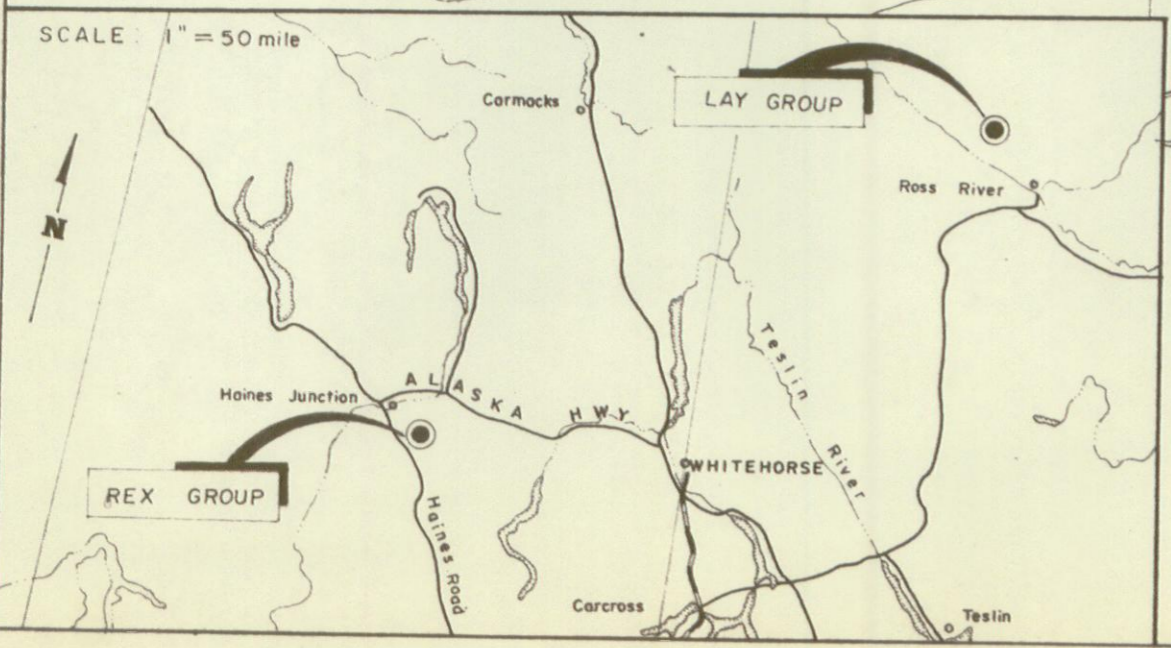 SCALE: 1" = 50 mile
Carmacks
LAY GROUP
Ross River
N
Teslin River
Haines Junction
ALASKA HWY
REX GROUP
WHITEHORSE
Haines Road
Carcross
Teslin